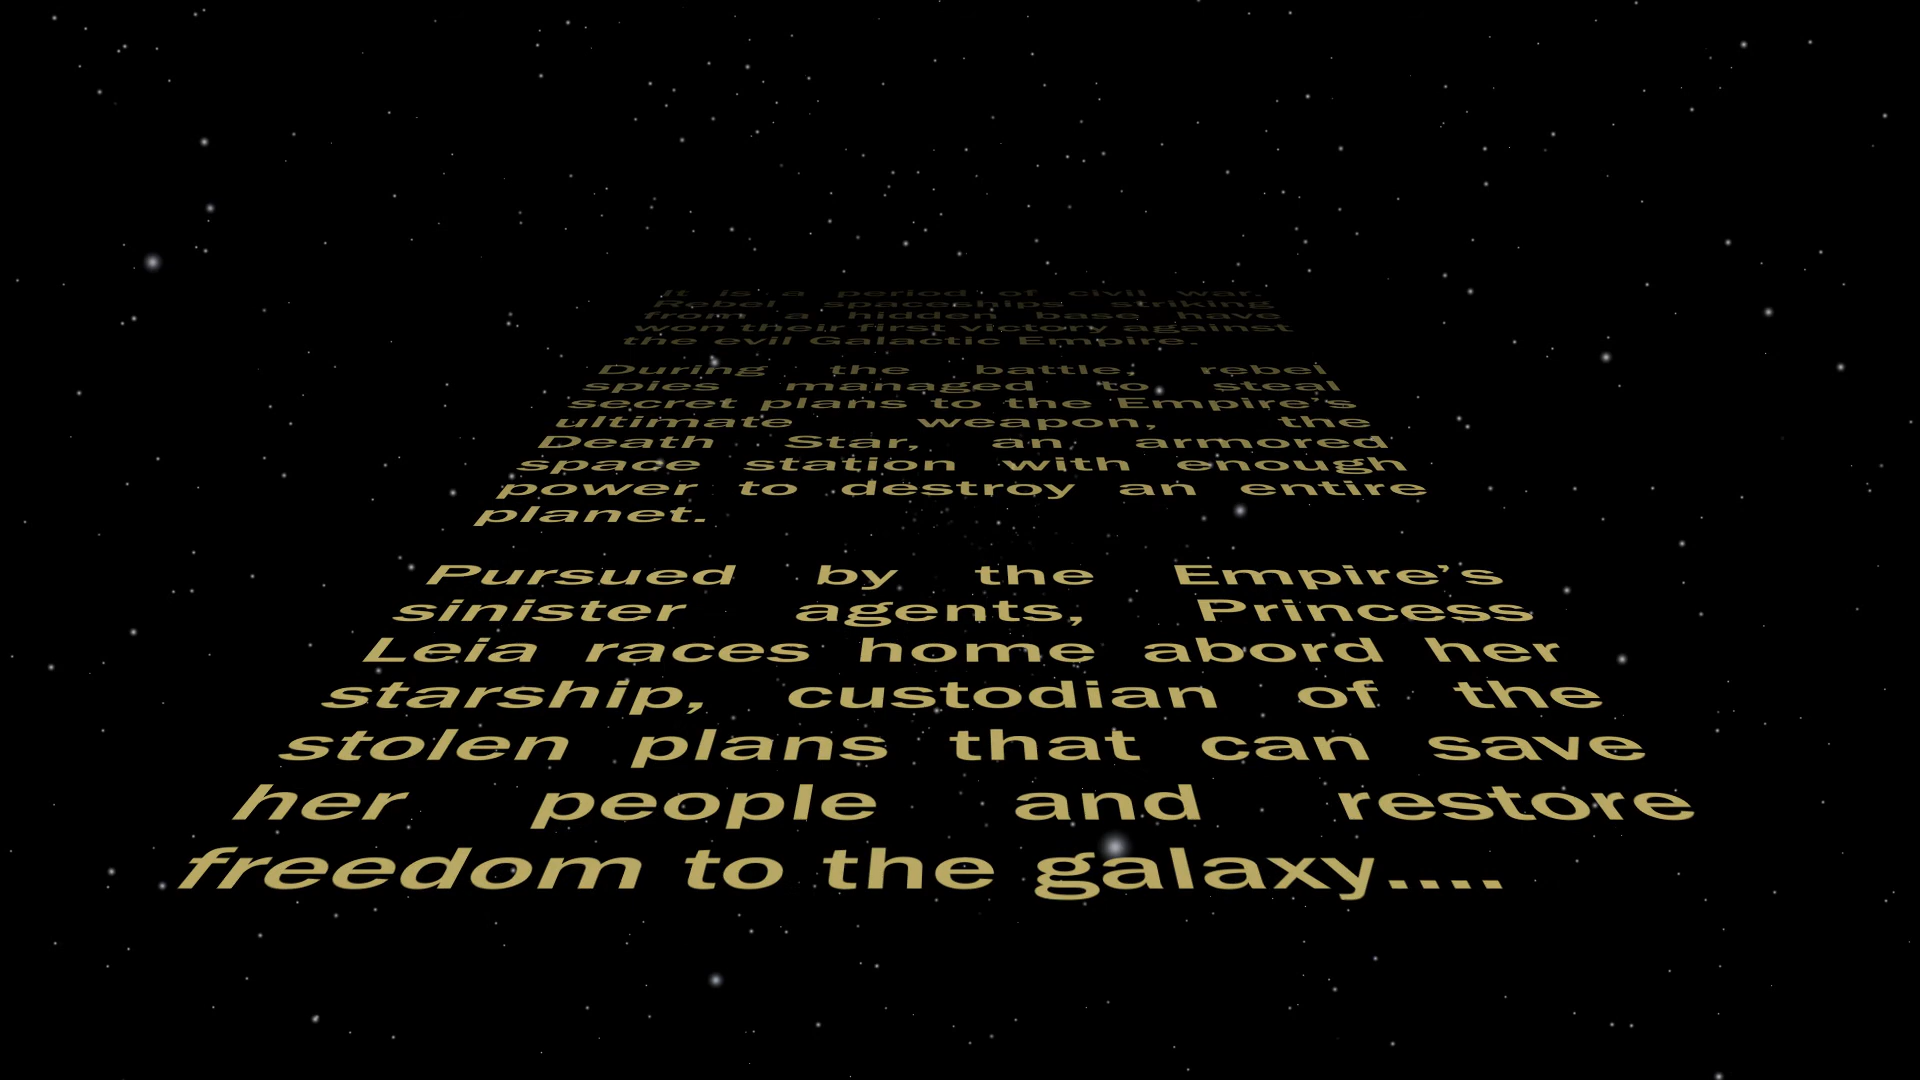 It is a period of civil war.
Rebel spaceships striking
from a hidden base have
won their first victory against
the evil Galactic Empire.
During the battle, rebel
spies managed to steal
secret plans to the Empire's
ultimate weapon, the
Death Star, an armored
space station with enough
power to destroy an entire
planet.
Pursued by the Empire's
sinister agents, Princess
Leia races home abord her
starship, custodian of the
stolen plans that can save
her people and restore
freedom to the galaxy....